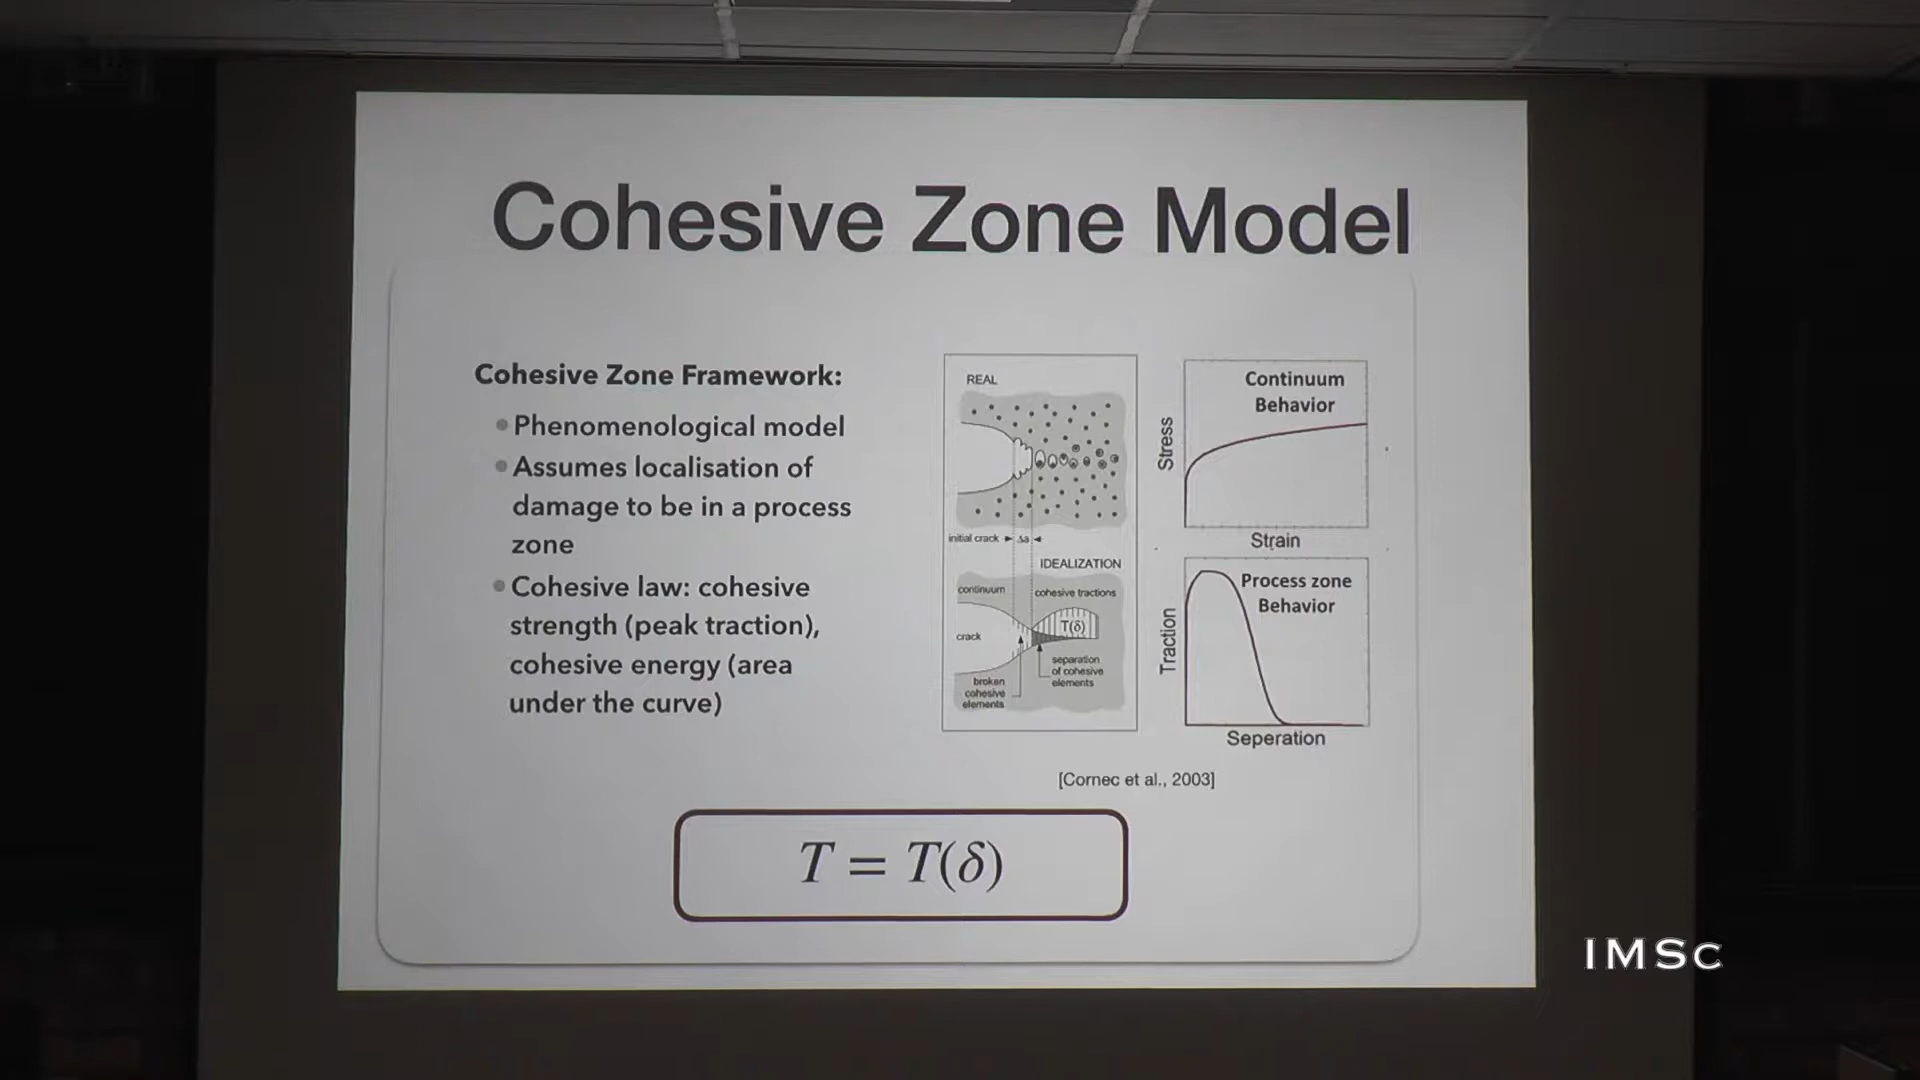 Cohesive Zone Model
Cohesive Zone Framework:
Phenomenological model
Assumes localisation of
damage to be in a process
zone
Cohesive law: cohesive
strength (peak traction),
cohesive energy (area
under the curve)
REAL
initial crack
Δa
IDEALIZATION
continuum
cohesive tractions
T(δ)
crack
separation
of cohesive
elements
broken
cohesive
elements
Continuum
Behavior
Stress
Strain
Process zone
Behavior
Traction
Seperation
[Cornec et al., 2003]
T = T(δ)
IMSc